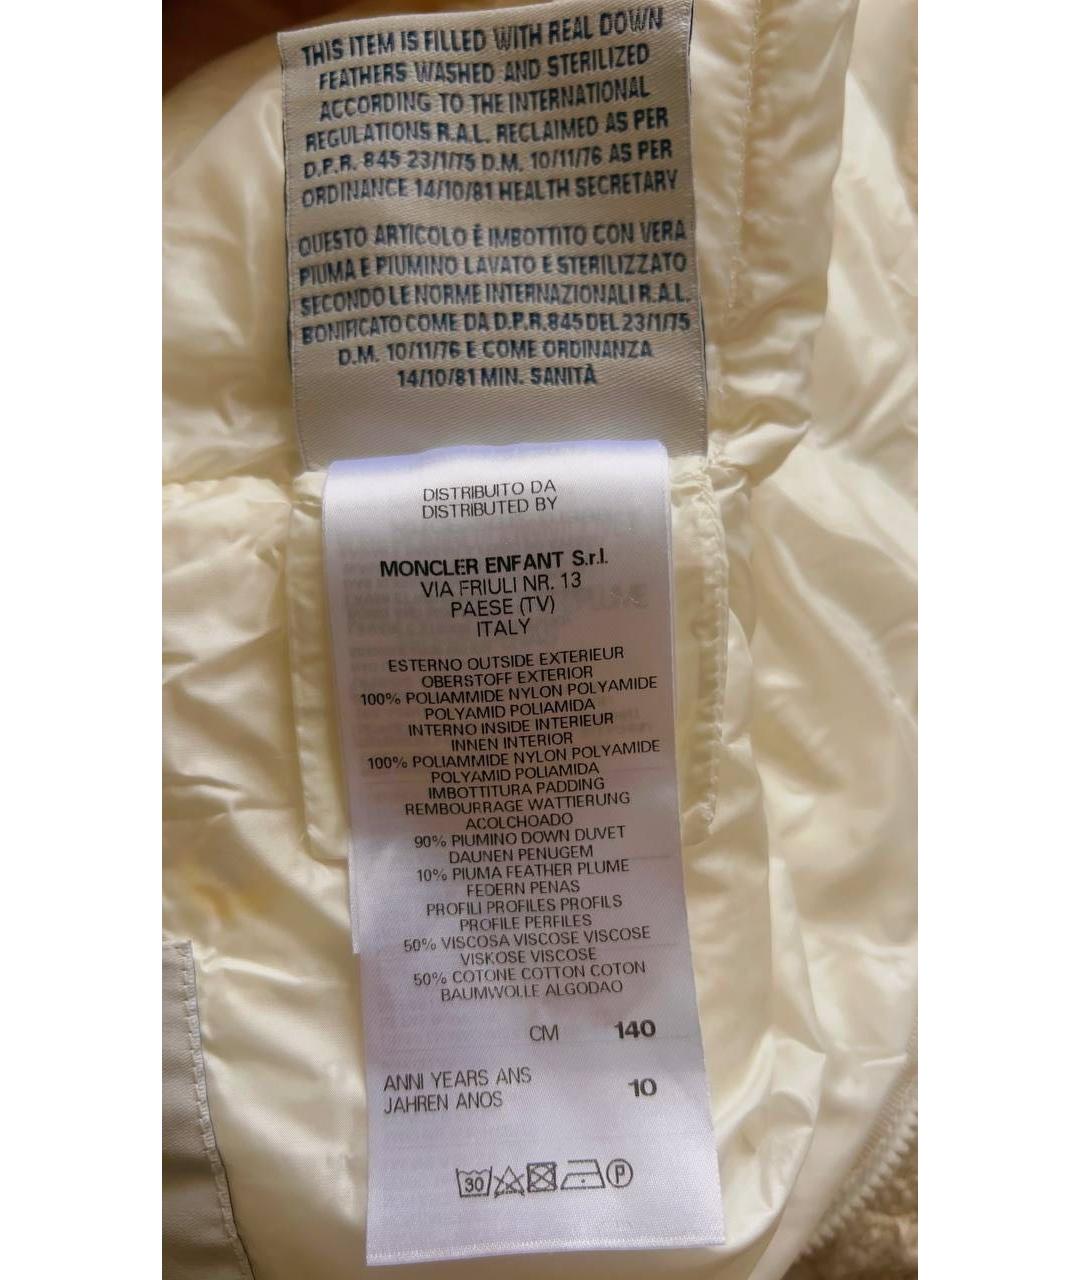 THIS ITEM IS FILLED WITH REAL DOWN
FEATHERS WASHED AND STERILIZED
ACCORDING TO THE INTERNATIONAL
REGULATIONS R.A.L. RECLAIMED AS PER
D.P.R. 845 23/1/75 D.M. 10/11/76 AS PER
ORDINANCE 14/10/81 HEALTH SECRETARY
QUESTO ARTICOLO È IMBOTTITO CON VERA
PIUMA E PIUMINO LAVATO E STERILIZZATO
SECONDO LE NORME INTERNAZIONALI R.A.L.
BONIFICATO COME DA D.P.R.845 DEL 23/1/75
D.M. 10/11/76 E COME ORDINANZA
14/10/81 MIN. SANITÀ
DISTRIBUITO DA
DISTRIBUTED BY
MONCLER ENFANT S.r.l.
VIA FRIULI NR. 13
PAESE (TV)
ITALY
ESTERNO OUTSIDE EXTERIEUR
OBERSTOFF EXTERIOR
100% POLIAMMIDE NYLON POLYAMIDE
POLYAMID POLIAMIDA
INTERNO INSIDE INTERIEUR
INNEN INTERIOR
100% POLIAMMIDE NYLON POLYAMIDE
POLYAMID POLIAMIDA
IMBOTTITURA PADDING
REMBOURRAGE WATTIERUNG
ACOLCHOADO
90% PIUMINO DOWN DUVET
DAUNEN PENUGEM
10% PIUMA FEATHER PLUME
FEDERN PENAS
PROFILI PROFILES PROFILS
PROFILE PERFILES
50% VISCOSA VISCOSE VISCOSE
VISKOSE VISCOSE
50% COTONE COTTON COTON
BAUMWOLLE ALGODAO
CM 140
ANNI YEARS ANS
JAHREN ANOS 10
30 P